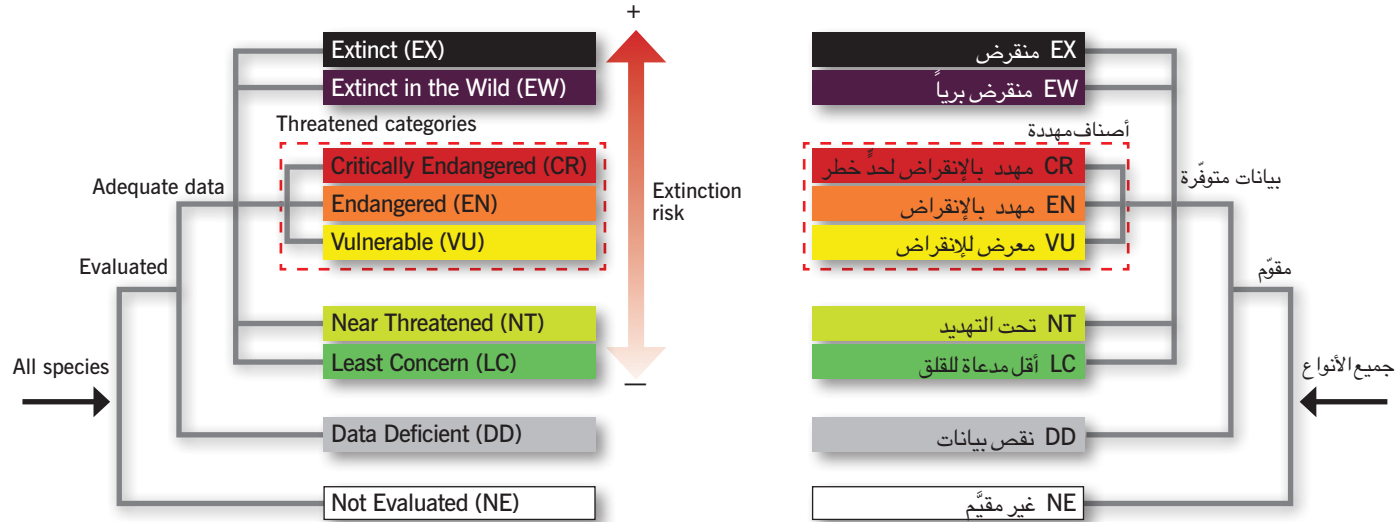 +
Extinct (EX)
Extinct in the Wild (EW)
Threatened categories
Critically Endangered (CR)
Adequate data
Endangered (EN)
Extinction
risk
Vulnerable (VU)
Evaluated
Near Threatened (NT)
All species
Least Concern (LC)
—
Data Deficient (DD)
Not Evaluated (NE)
EX منقرض
EW منقرض برياً
أصناف مهددة
CR مهدد بالإنقراض لحدٍّ خطر
بيانات متوفّرة
EN مهدد بالإنقراض
VU معرض للإنقراض
مقوّم
NT تحت التهديد
LC أقل مدعاة للقلق
جميع الأنواع
DD نقص بيانات
NE غير مقيَّم